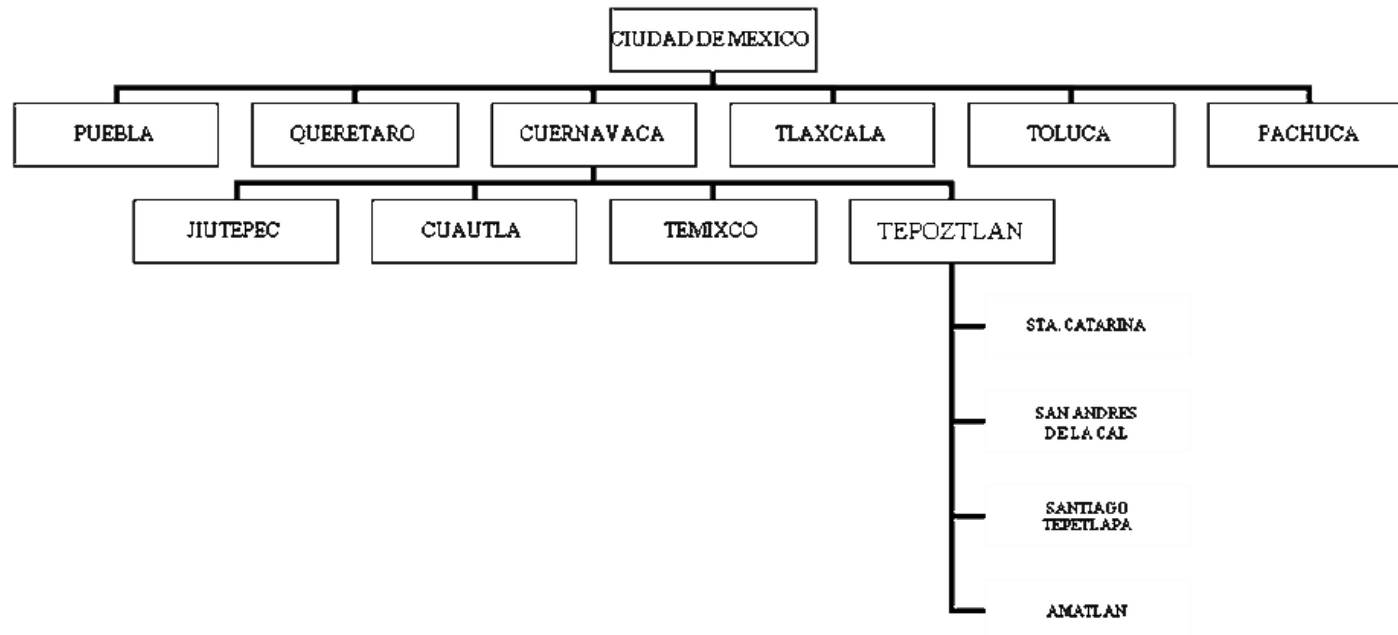 CIUDAD DE MEXICO
PUEBLA
QUERETARO
CUERNAVACA
TLAXCALA
TOLUCA
PACHUCA
JIUTEPEC
CUAUTLA
TEMIXCO
TEPOZTLAN
STA. CATARINA
SAN ANDRES
DE LA CAL
SANTIAGO
TEPETLAPA
AMATLAN